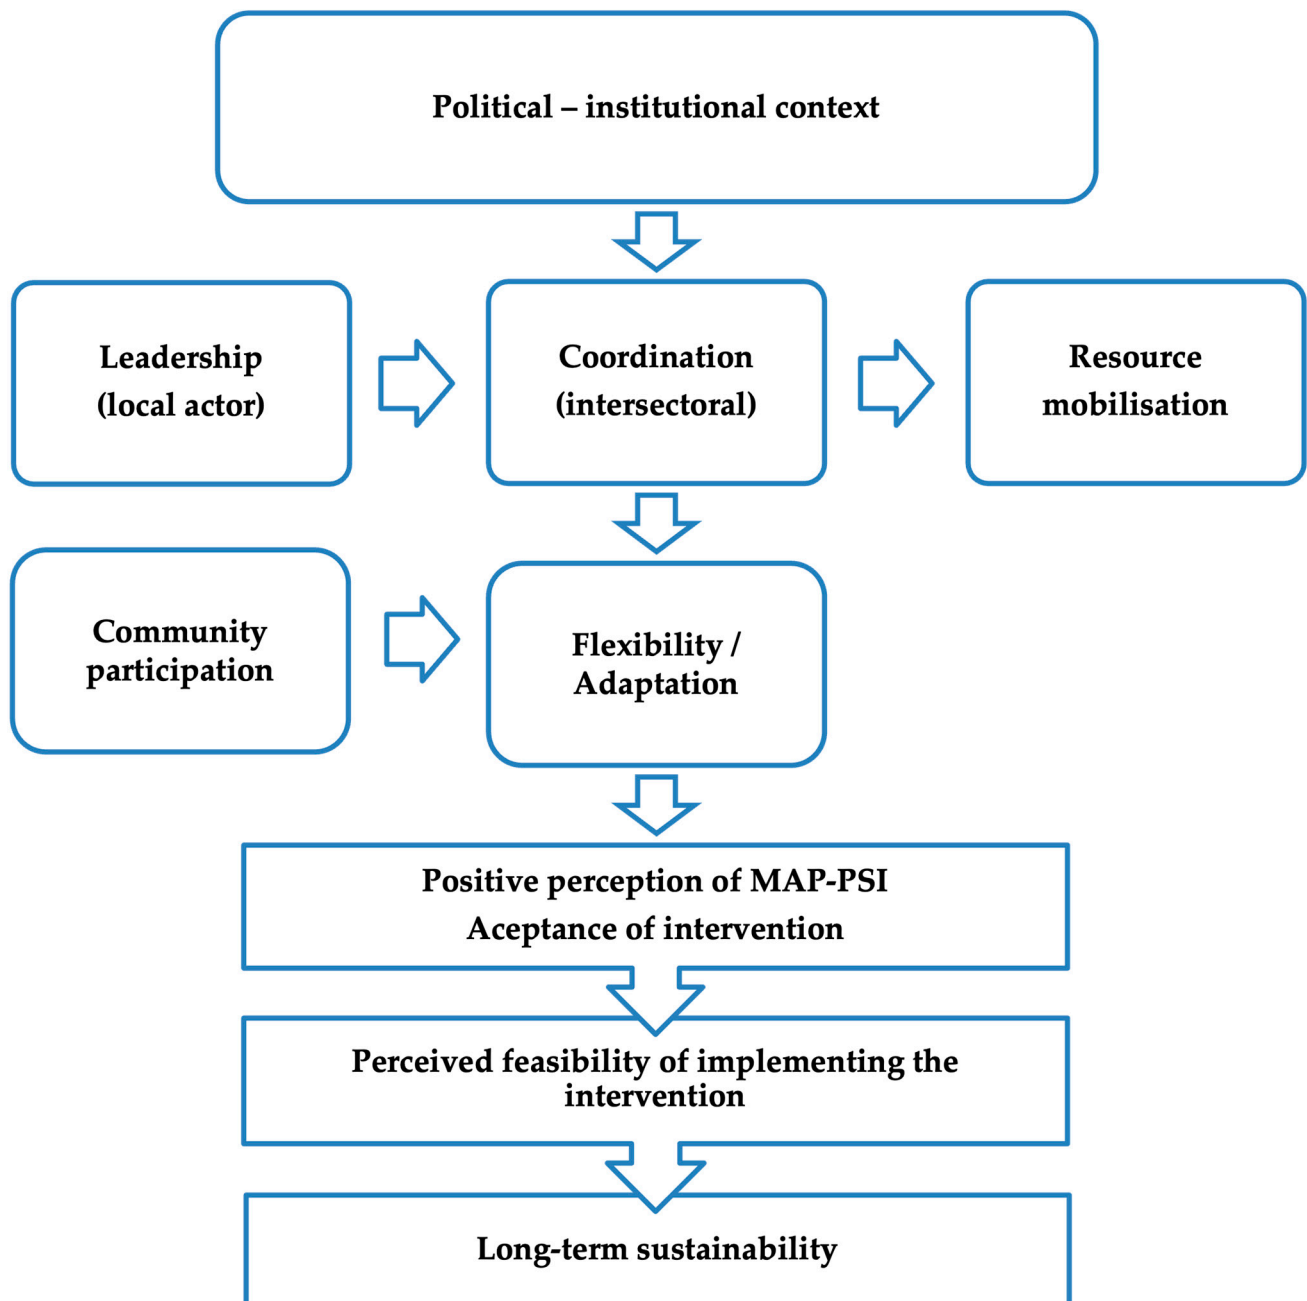 Political – institutional context
Leadership
(local actor)
Coordination
(intersectoral)
Resource
mobilisation
Community
participation
Flexibility /
Adaptation
Positive perception of MAP-PSI
Aceptance of intervention
Perceived feasibility of implementing the
intervention
Long-term sustainability